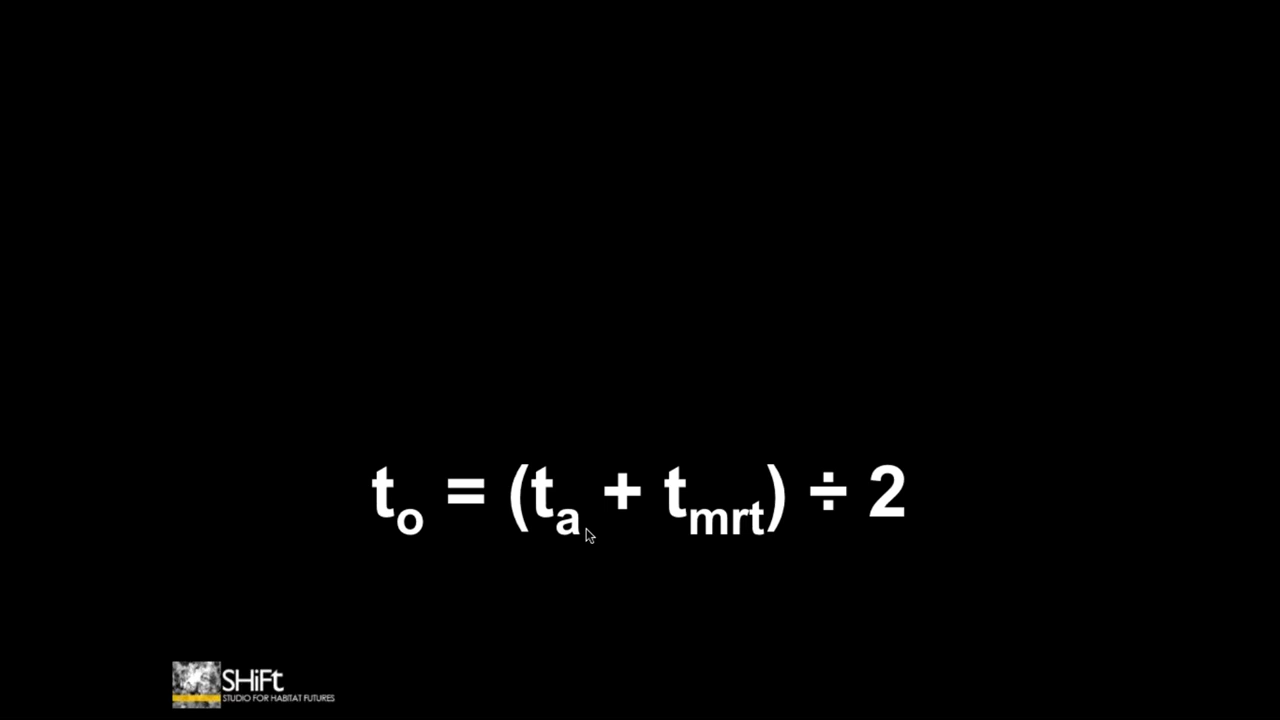 tₒ = (tₐ + tmrt) ÷ 2
SHiFt
STUDIO FOR HABITAT FUTURES